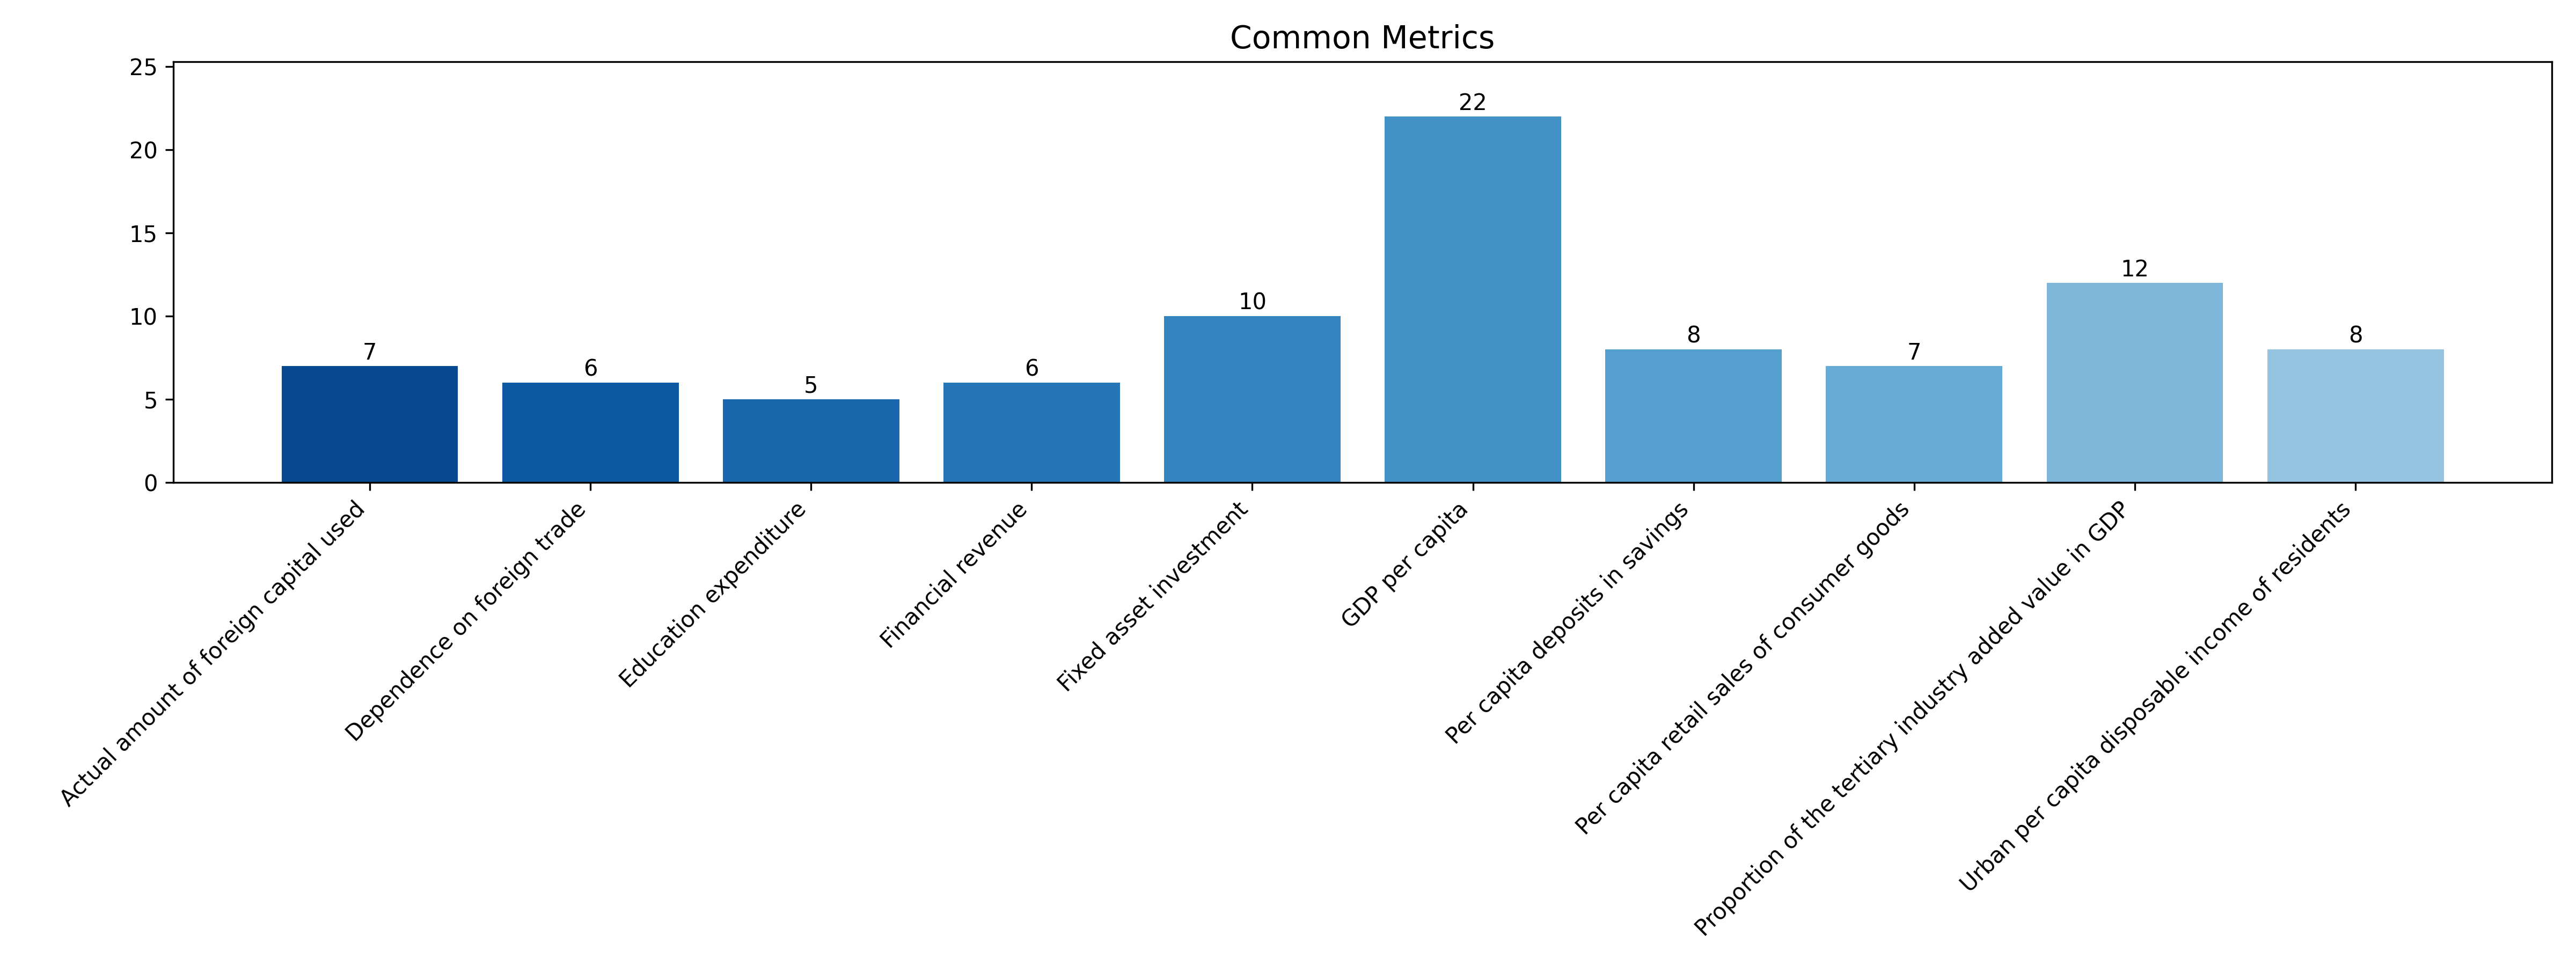 Common Metrics
25
20
15
10
5
0
7
6
5
6
10
22
8
7
12
8
Actual amount of foreign capital used
Dependence on foreign trade
Education expenditure
Financial revenue
Fixed asset investment
GDP per capita
Per capita deposits in savings
Per capita retail sales of consumer goods
Proportion of the tertiary industry added value in GDP
Urban per capita disposable income of residents